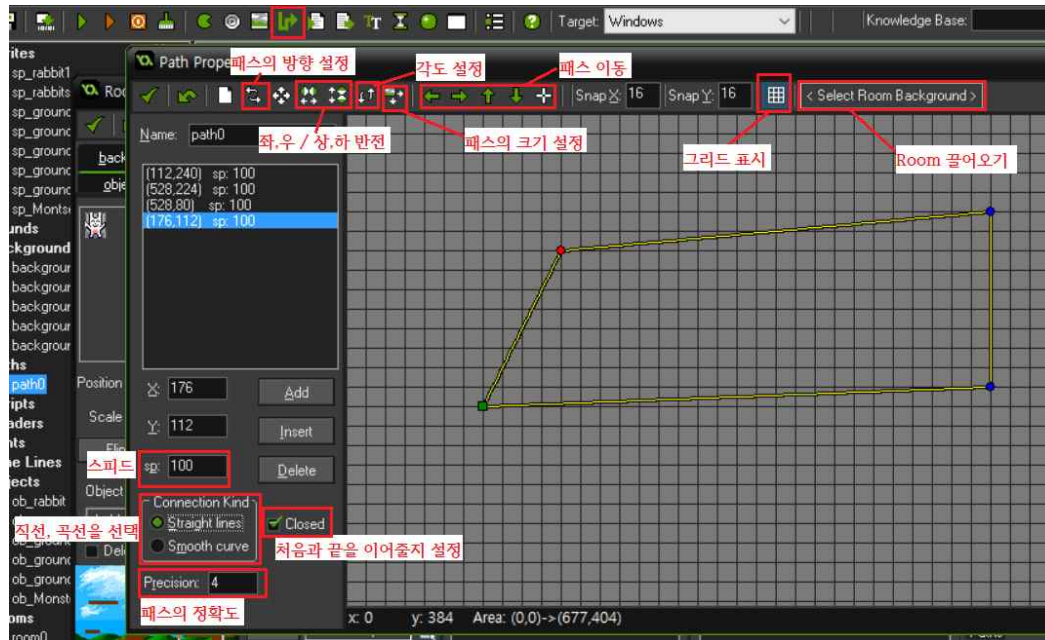 Target: Windows
Knowledge Base:
Path Prope
패스의 방향 설정
각도 설정
패스 이동
Snap X: 16
Snap Y: 16
< Select Room Background >
좌,우 / 상,하 반전
패스의 크기 설정
그리드 표시
Room 끌어오기
Name: path0
(112,240) sp: 100
(528,224) sp: 100
(528,80) sp: 100
(176,112) sp: 100
X: 176
Add
Y: 112
Insert
스피드
sp: 100
Delete
Connection Kind
직선, 곡선을 선택
Straight lines
Closed
Smooth curve
처음과 끝을 이어줄지 설정
Precision: 4
패스의 정확도
x: 0 y: 384 Area: (0,0)->(677,404)
sp_rabbit1
sp_rabbits
path0
Position
Scale
Object
ob_rabbit
room0